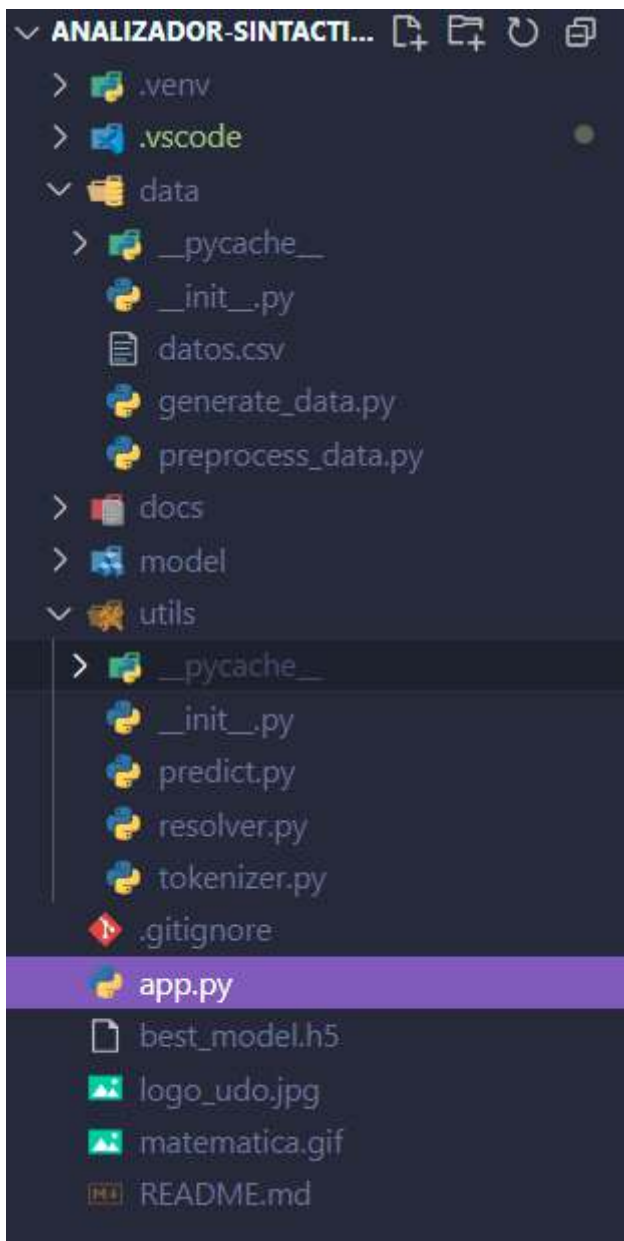 ANALIZADOR-SINTACTI...
.venv
.vscode
data
__pycache__
__init__.py
datos.csv
generate_data.py
preprocess_data.py
docs
model
utils
__pycache__
__init__.py
predict.py
resolver.py
tokenizer.py
.gitignore
app.py
best_model.h5
logo_udo.jpg
matematica.gif
README.md